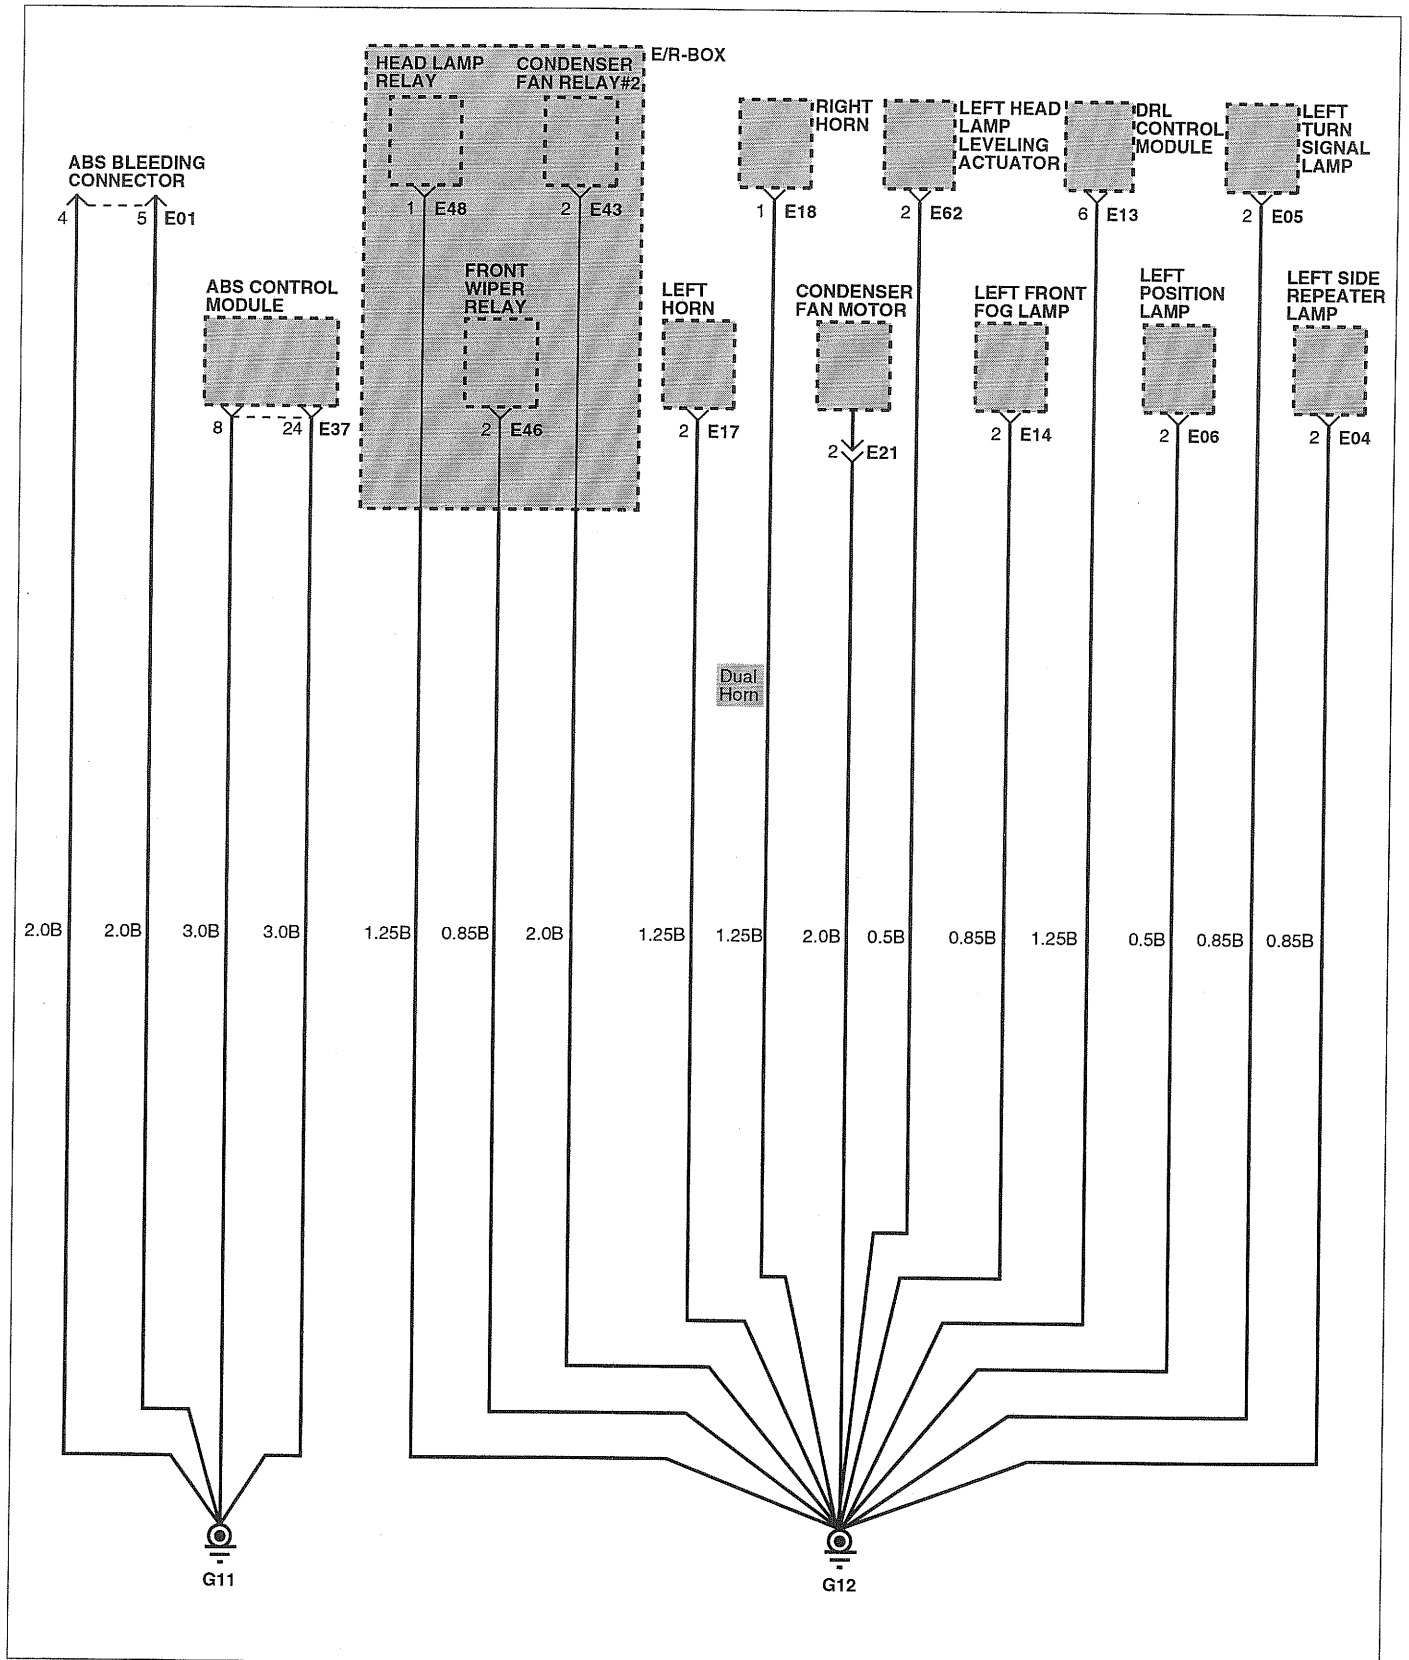 E/R-BOX
HEAD LAMP
RELAY
CONDENSER
FAN RELAY#2
RIGHT
HORN
LEFT HEAD
LAMP
LEVELING
ACTUATOR
DRL
CONTROL
MODULE
LEFT
TURN
SIGNAL
LAMP
ABS BLEEDING
CONNECTOR
4
5 E01
1 E48
2 E43
1 E18
2 E62
6 E13
2 E05
ABS CONTROL
MODULE
FRONT
WIPER
RELAY
LEFT
HORN
CONDENSER
FAN MOTOR
LEFT FRONT
FOG LAMP
LEFT
POSITION
LAMP
LEFT SIDE
REPEATER
LAMP
8
24 E37
2 E46
2 E17
2 E21
2 E14
2 E06
2 E04
Dual
Horn
2.0B 2.0B 3.0B 3.0B 1.25B 0.85B 2.0B 1.25B 1.25B 2.0B 0.5B 0.85B 1.25B 0.5B 0.85B 0.85B
G11
G12